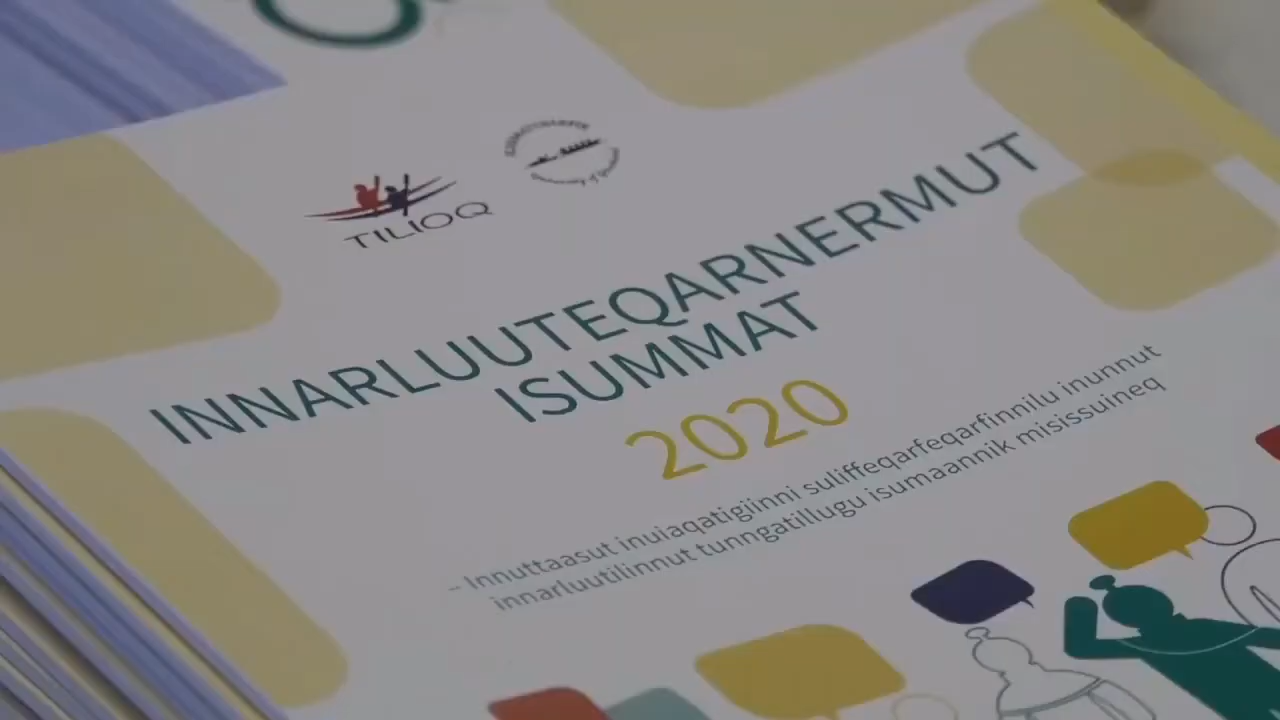 TILIOQ
INNARLUUTEQARNERMUT
ISUMMAT
2020
– Innuttaasut inuiaqatigiinni suliffeqarfeqarfinnilu inunnut
innarluutilinnut tunngatillugu isumaannik misissuineq